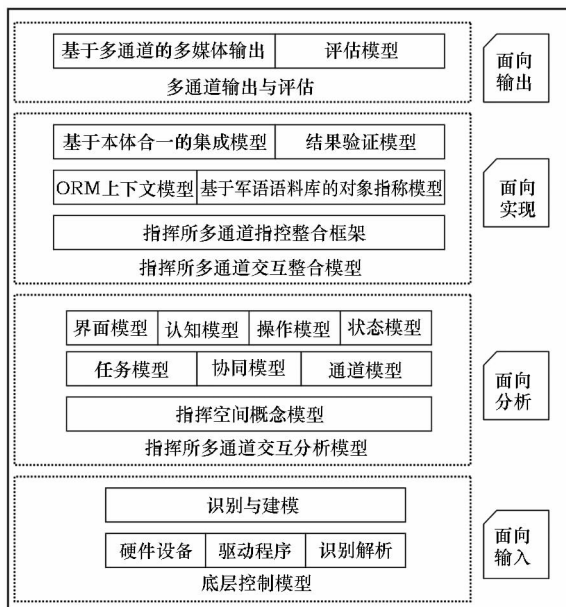 基于多通道的多媒体输出 评估模型
多通道输出与评估
面向
输出
基于本体合一的集成模型 结果验证模型
ORM上下文模型 基于军语语料库的对象指称模型
指挥所多通道指控整合框架
指挥所多通道交互整合模型
面向
实现
界面模型 认知模型 操作模型 状态模型
任务模型 协同模型 通道模型
指挥空间概念模型
指挥所多通道交互分析模型
面向
分析
识别与建模
硬件设备 驱动程序 识别解析
底层控制模型
面向
输入